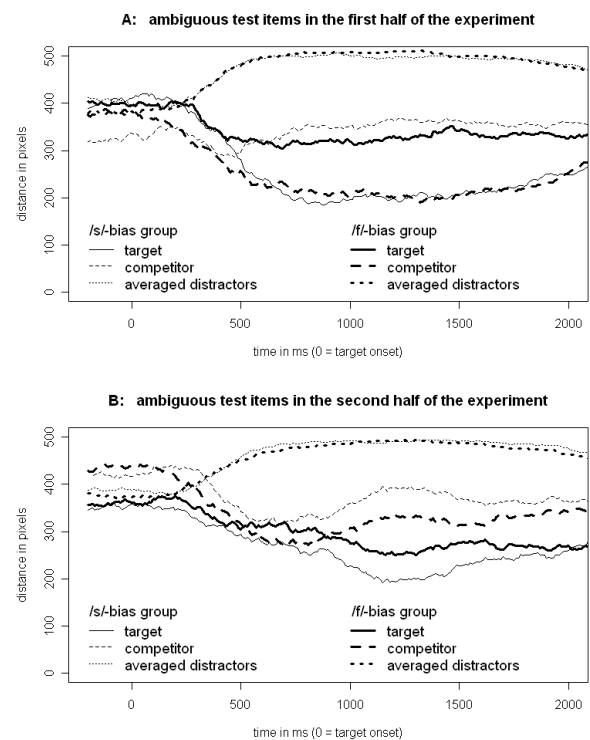 A: ambiguous test items in the first half of the experiment
500
400
300
200
100
0
distance in pixels
/s/-bias group
target
competitor
averaged distractors
/f/-bias group
target
competitor
averaged distractors
0 500 1000 1500 2000
time in ms (0 = target onset)
B: ambiguous test items in the second half of the experiment
500
400
300
200
100
0
distance in pixels
/s/-bias group
target
competitor
averaged distractors
/f/-bias group
target
competitor
averaged distractors
0 500 1000 1500 2000
time in ms (0 = target onset)